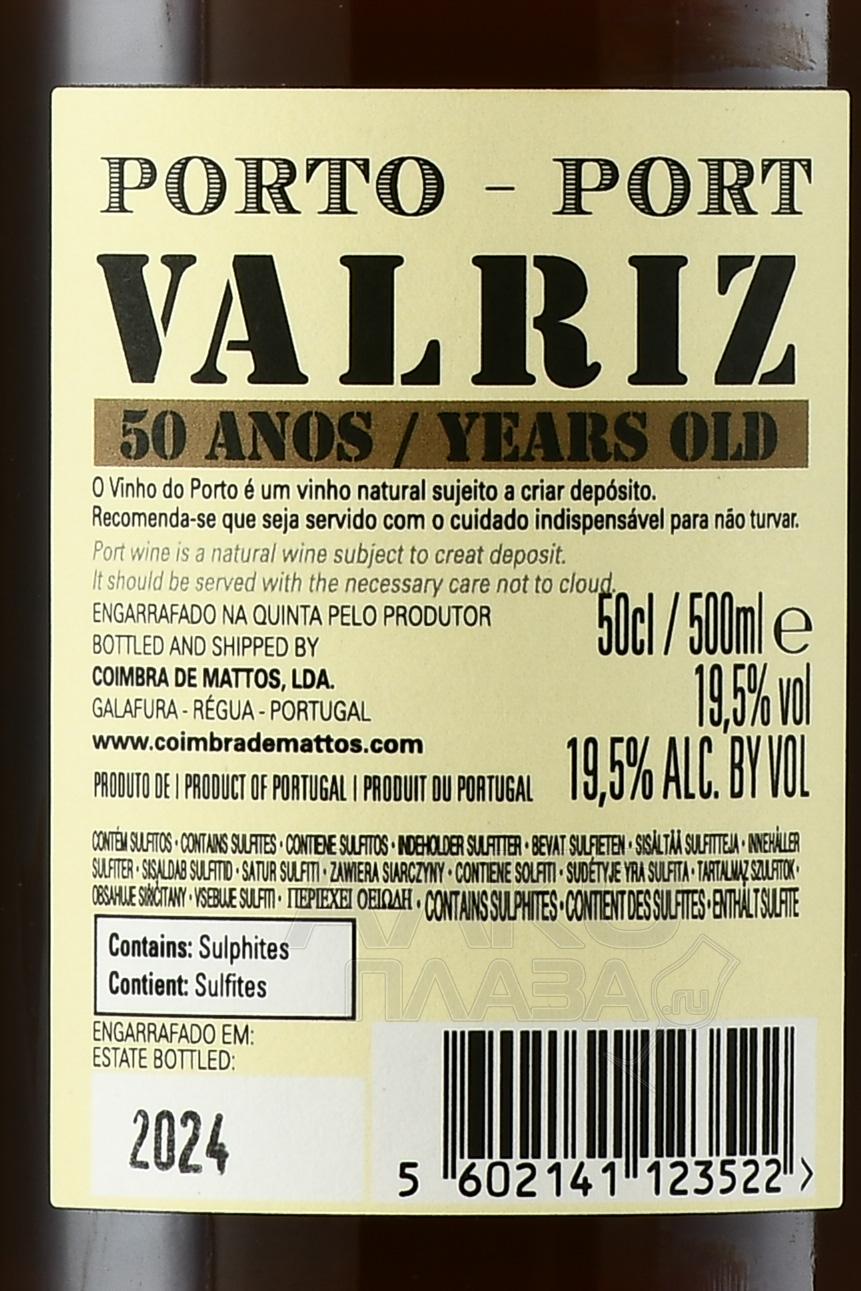 PORTO - PORT
VALRIZ
50 ANOS / YEARS OLD
O Vinho do Porto é um vinho natural sujeito a criar depósito.
Recomenda-se que seja servido com o cuidado indispensável para não turvar.
Port wine is a natural wine subject to creat deposit.
It should be served with the necessary care not to cloud.
ENGARRAFADO NA QUINTA PELO PRODUTOR
BOTTLED AND SHIPPED BY
COIMBRA DE MATTOS, LDA.
GALAFURA - RÉGUA - PORTUGAL
www.coimbrademattos.com
50cl / 500ml e
19,5% vol
19,5% ALC. BY VOL
PRODUTO DE | PRODUCT OF PORTUGAL | PRODUIT DU PORTUGAL
CONTÉM SULFITOS · CONTAINS SULFITES · CONTIENE SULFITOS · INDEHOLDER SULFITTER · BEVAT SULFIETEN · SISÄLTÄÄ SULFIITTEJA · INNEHÅLLER
SULFITER · SISALDAB SULFITID · SATUR SULFITI · ZAWIERA SIARCZYNY · CONTIENE SOLFITI · SUDĖTYJE YRA SULFITA · TARTALMAZ SZULFITOK ·
OBSAHUJE SIRČITANY · VSEBUJE SULFITI · ΠΕΡΙΕΧΕΙ ΘΕΙΩΔΗ · CONTAINS SULPHITES · CONTIENT DES SULFITES · ENTHÄLT SULFITE
Contains: Sulphites
Contient: Sulfites
АЛКО
ПЛАЗА .ru
ENGARRAFADO EM:
ESTATE BOTTLED:
2024
5 602141 123522 >